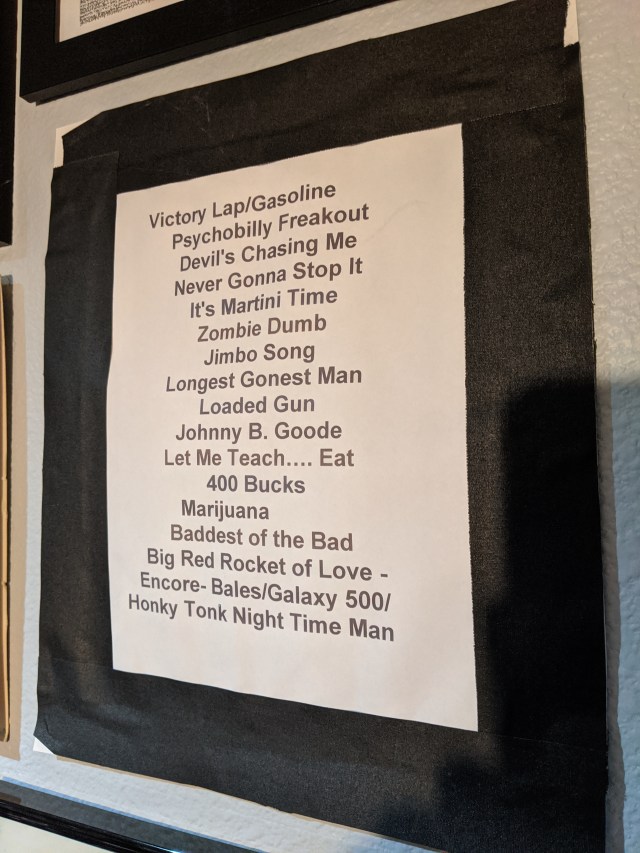 Victory Lap/Gasoline
Psychobilly Freakout
Devil's Chasing Me
Never Gonna Stop It
It's Martini Time
Zombie Dumb
Jimbo Song
Longest Gonest Man
Loaded Gun
Johnny B. Goode
Let Me Teach.... Eat
400 Bucks
Marijuana
Baddest of the Bad
Big Red Rocket of Love -
Encore- Bales/Galaxy 500/
Honky Tonk Night Time Man